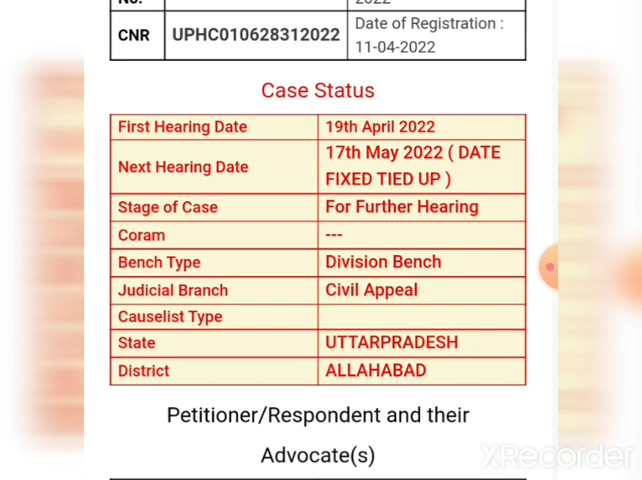 No.
2022
CNR
UPHC010628312022
Date of Registration :
11-04-2022
Case Status
First Hearing Date
19th April 2022
Next Hearing Date
17th May 2022 ( DATE
FIXED TIED UP )
Stage of Case
For Further Hearing
Coram
---
Bench Type
Division Bench
Judicial Branch
Civil Appeal
Causelist Type
State
UTTARPRADESH
District
ALLAHABAD
Petitioner/Respondent and their
Advocate(s)
XRecorder